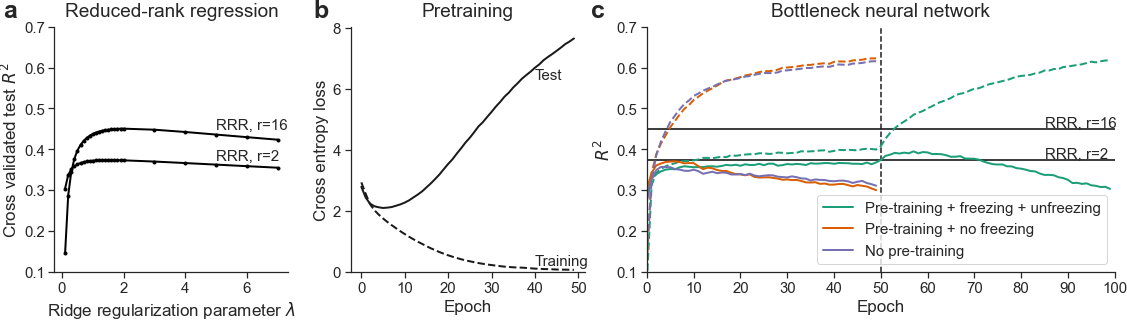 a
Reduced-rank regression
Cross validated test R²
0.7
0.6
0.5
0.4
0.3
0.2
0.1
RRR, r=16
RRR, r=2
0 2 4 6
Ridge regularization parameter λ
b
Pretraining
Cross entropy loss
8
6
4
2
0
Test
Training
0 10 20 30 40 50
Epoch
c
Bottleneck neural network
R²
0.7
0.6
0.5
0.4
0.3
0.2
0.1
RRR, r=16
RRR, r=2
Pre-training + freezing + unfreezing
Pre-training + no freezing
No pre-training
0 10 20 30 40 50 60 70 80 90 100
Epoch